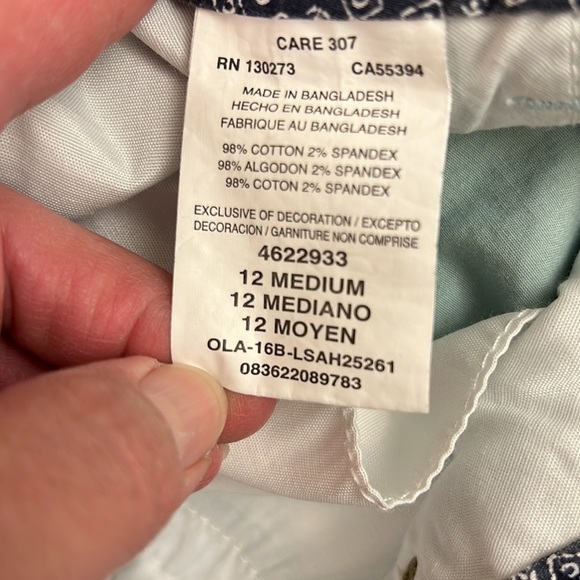 CARE 307
RN 130273 CA55394
MADE IN BANGLADESH
HECHO EN BANGLADESH
FABRIQUE AU BANGLADESH
98% COTTON 2% SPANDEX
98% ALGODON 2% SPANDEX
98% COTON 2% SPANDEX
EXCLUSIVE OF DECORATION / EXCEPTO
DECORACION / GARNITURE NON COMPRISE
4622933
12 MEDIUM
12 MEDIANO
12 MOYEN
OLA-16B-LSAH25261
083622089783